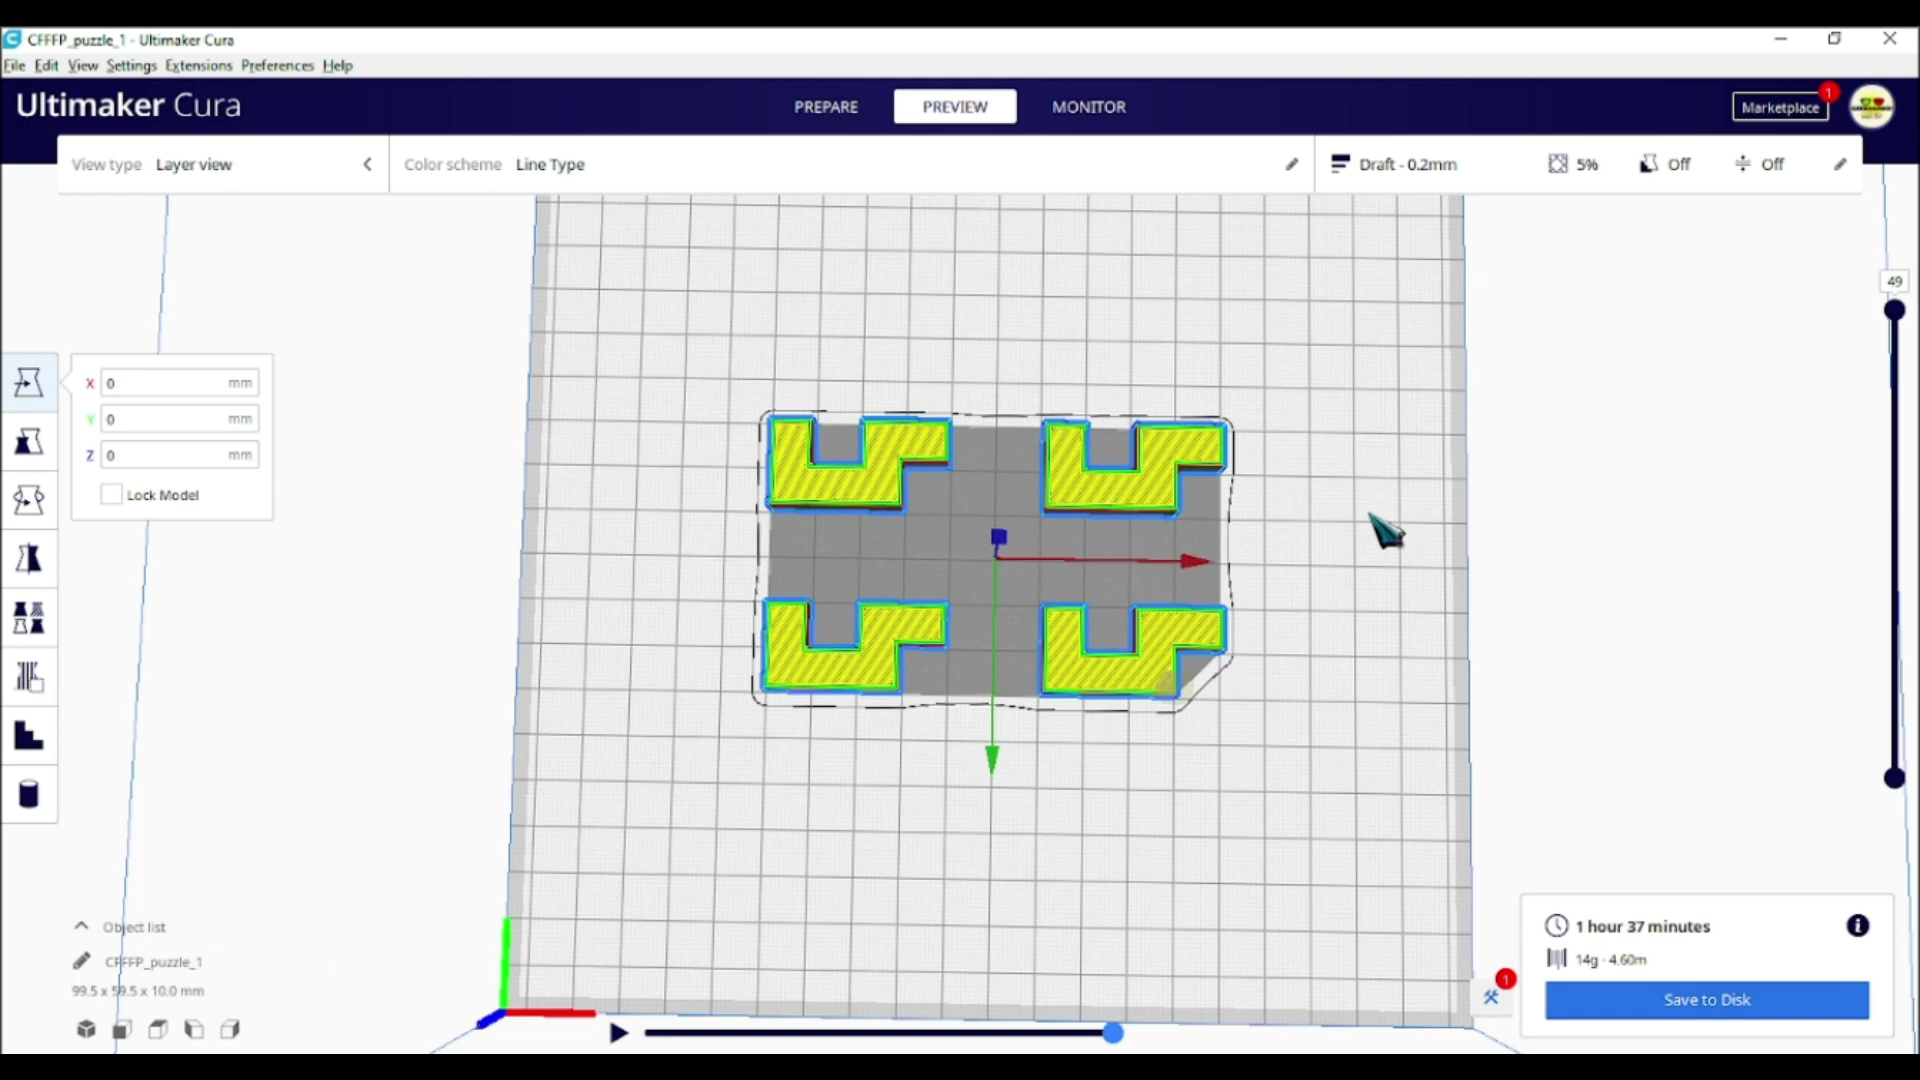 CFFFP_puzzle_1 - Ultimaker Cura
File Edit View Settings Extensions Preferences Help
Ultimaker Cura
PREPARE
PREVIEW
MONITOR
Marketplace
1
View type Layer view
Color scheme Line Type
Draft - 0.2mm
5%
Off
Off
49
X 0 mm
Y 0 mm
Z 0 mm
Lock Model
Object list
CFFFP_puzzle_1
99.5 x 59.5 x 10.0 mm
1 hour 37 minutes
14g · 4.60m
1
Save to Disk